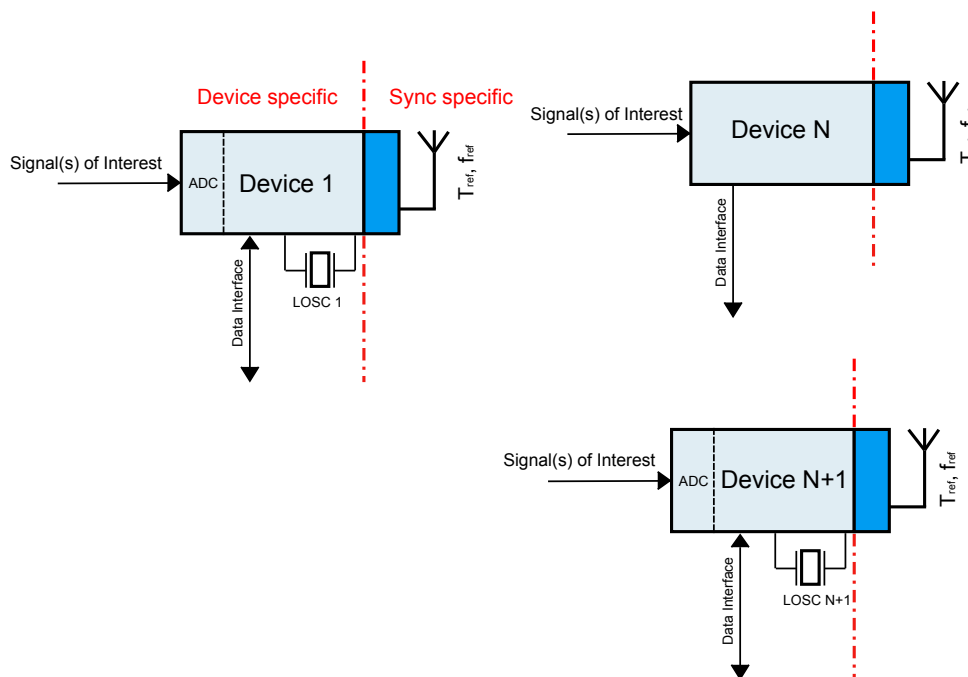 Device specific
Sync specific
Signal(s) of Interest
ADC
Device 1
Tref, fref
LOSC 1
Data Interface
Signal(s) of Interest
Device N
Data Interface
Signal(s) of Interest
ADC
Device N+1
Tref, fref
LOSC N+1
Data Interface